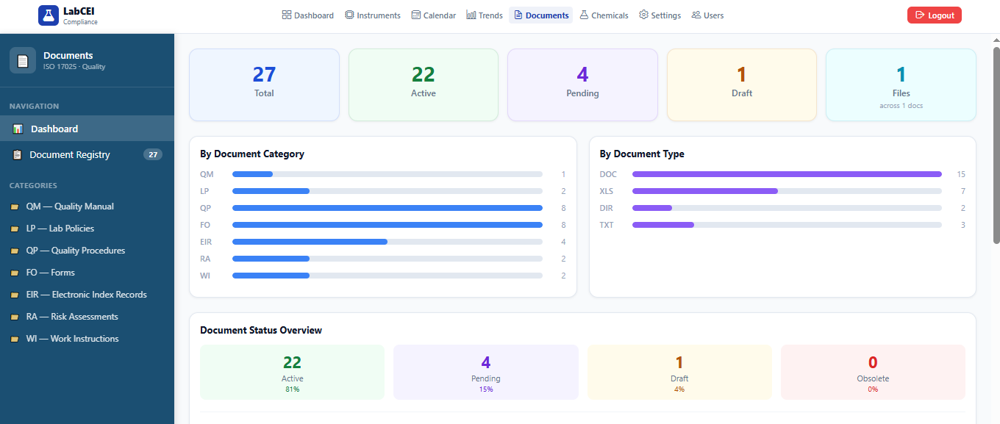 LabCEI
Compliance
Dashboard Instruments Calendar Trends Documents Chemicals Settings Users
Logout
Documents
ISO 17025 · Quality
NAVIGATION
Dashboard
Document Registry 27
CATEGORIES
QM — Quality Manual
LP — Lab Policies
QP — Quality Procedures
FO — Forms
EIR — Electronic Index Records
RA — Risk Assessments
WI — Work Instructions
27
Total
22
Active
4
Pending
1
Draft
1
Files
across 1 docs
By Document Category
QM 1
LP 2
QP 8
FO 8
EIR 4
RA 2
WI 2
By Document Type
DOC 15
XLS 7
DIR 2
TXT 3
Document Status Overview
22
Active
81%
4
Pending
15%
1
Draft
4%
0
Obsolete
0%